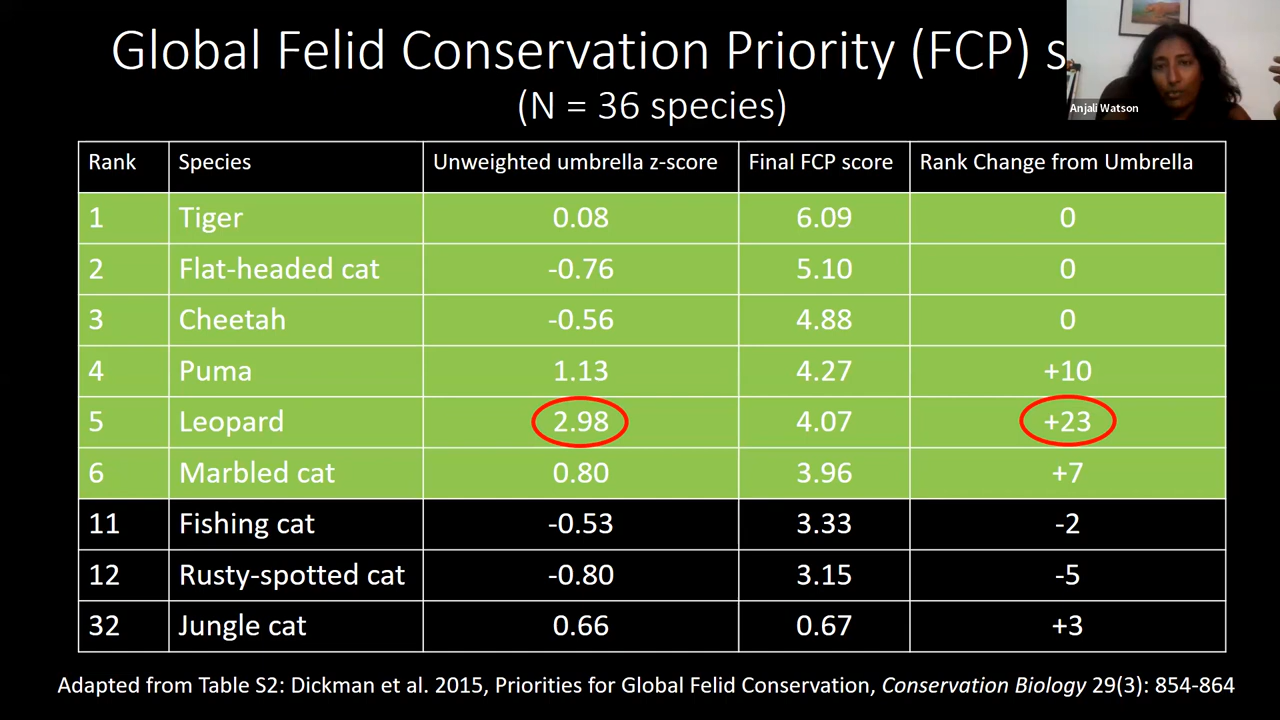 Global Felid Conservation Priority (FCP)
(N = 36 species)
Anjali Watson
Rank Species Unweighted umbrella z-score Final FCP score Rank Change from Umbrella
1 Tiger 0.08 6.09 0
2 Flat-headed cat -0.76 5.10 0
3 Cheetah -0.56 4.88 0
4 Puma 1.13 4.27 +10
5 Leopard 2.98 4.07 +23
6 Marbled cat 0.80 3.96 +7
11 Fishing cat -0.53 3.33 -2
12 Rusty-spotted cat -0.80 3.15 -5
32 Jungle cat 0.66 0.67 +3
Adapted from Table S2: Dickman et al. 2015, Priorities for Global Felid Conservation, Conservation Biology 29(3): 854-864